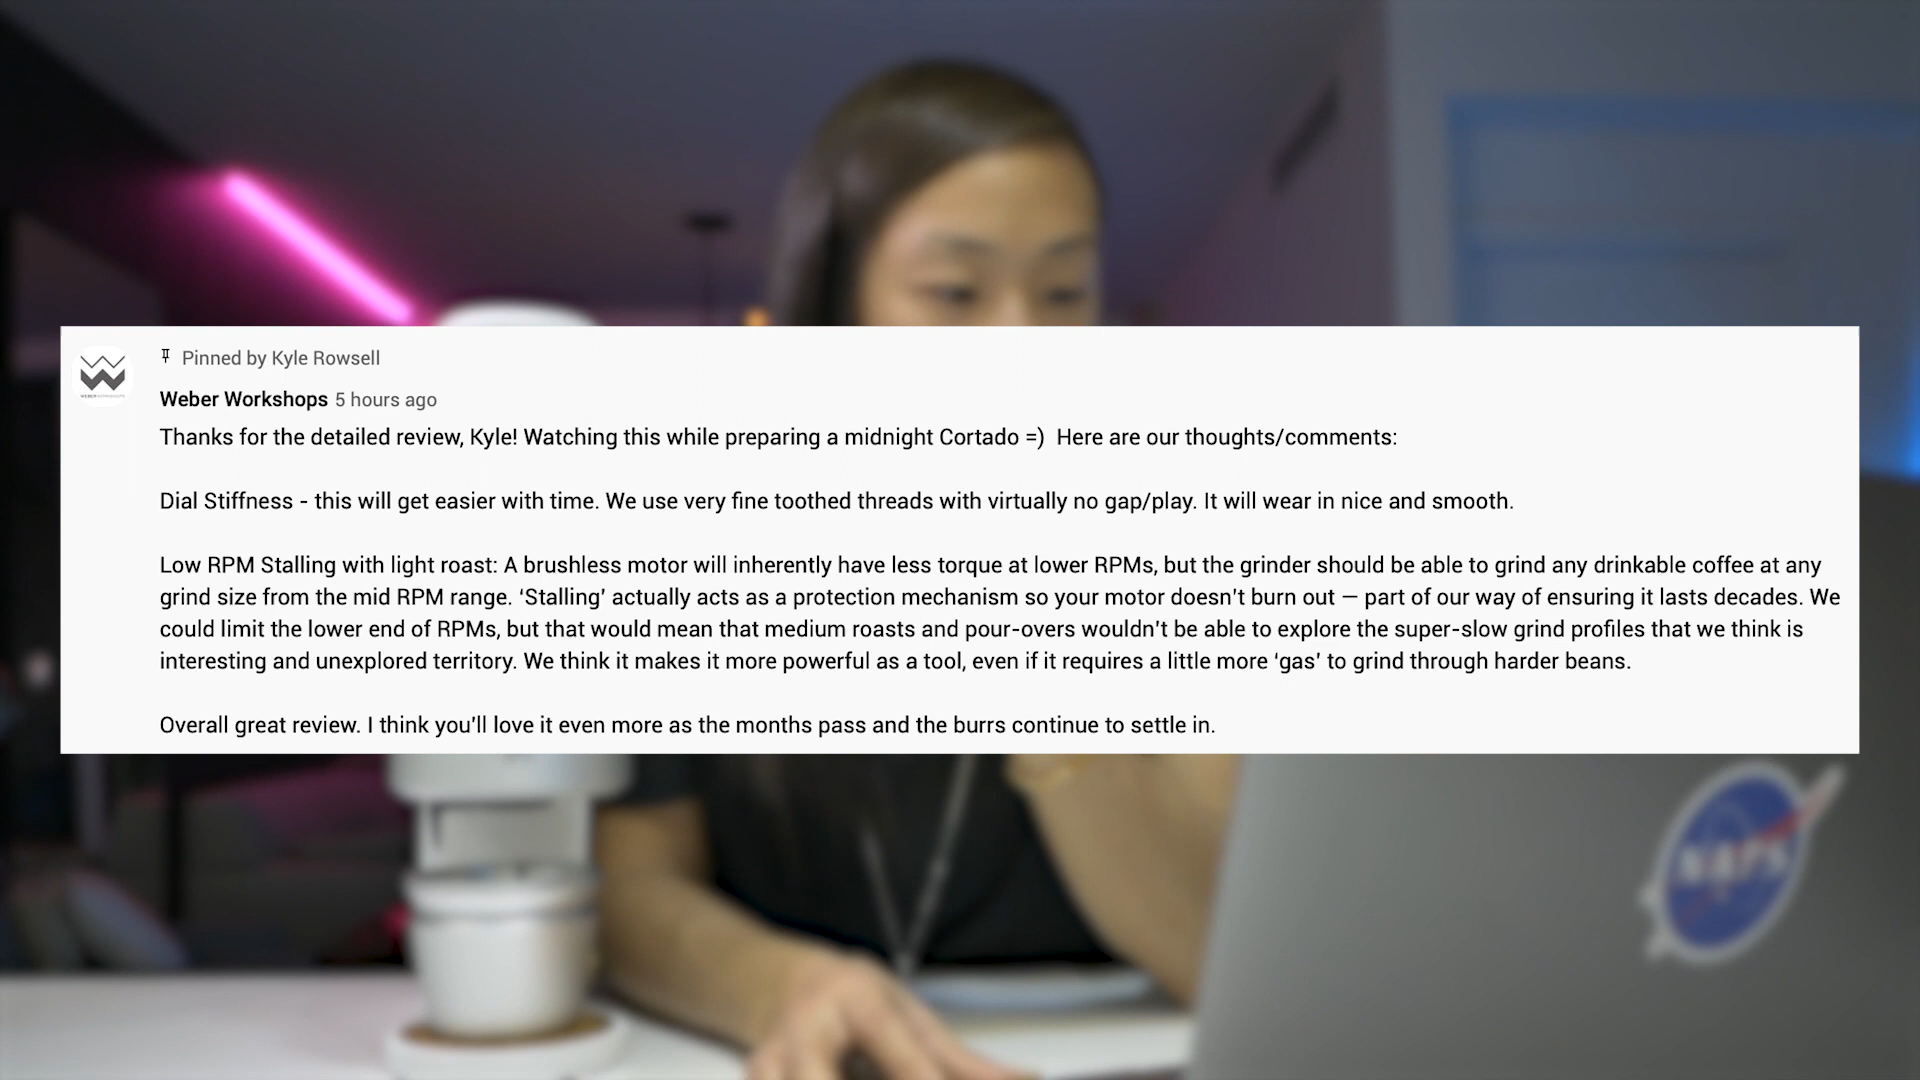 Pinned by Kyle Rowsell
Weber Workshops 5 hours ago
Thanks for the detailed review, Kyle! Watching this while preparing a midnight Cortado =)  Here are our thoughts/comments:
Dial Stiffness - this will get easier with time. We use very fine toothed threads with virtually no gap/play. It will wear in nice and smooth.
Low RPM Stalling with light roast: A brushless motor will inherently have less torque at lower RPMs, but the grinder should be able to grind any drinkable coffee at any
grind size from the mid RPM range. ‘Stalling’ actually acts as a protection mechanism so your motor doesn't burn out — part of our way of ensuring it lasts decades. We
could limit the lower end of RPMs, but that would mean that medium roasts and pour-overs wouldn't be able to explore the super-slow grind profiles that we think is
interesting and unexplored territory. We think it makes it more powerful as a tool, even if it requires a little more ‘gas’ to grind through harder beans.
Overall great review. I think you'll love it even more as the months pass and the burrs continue to settle in.